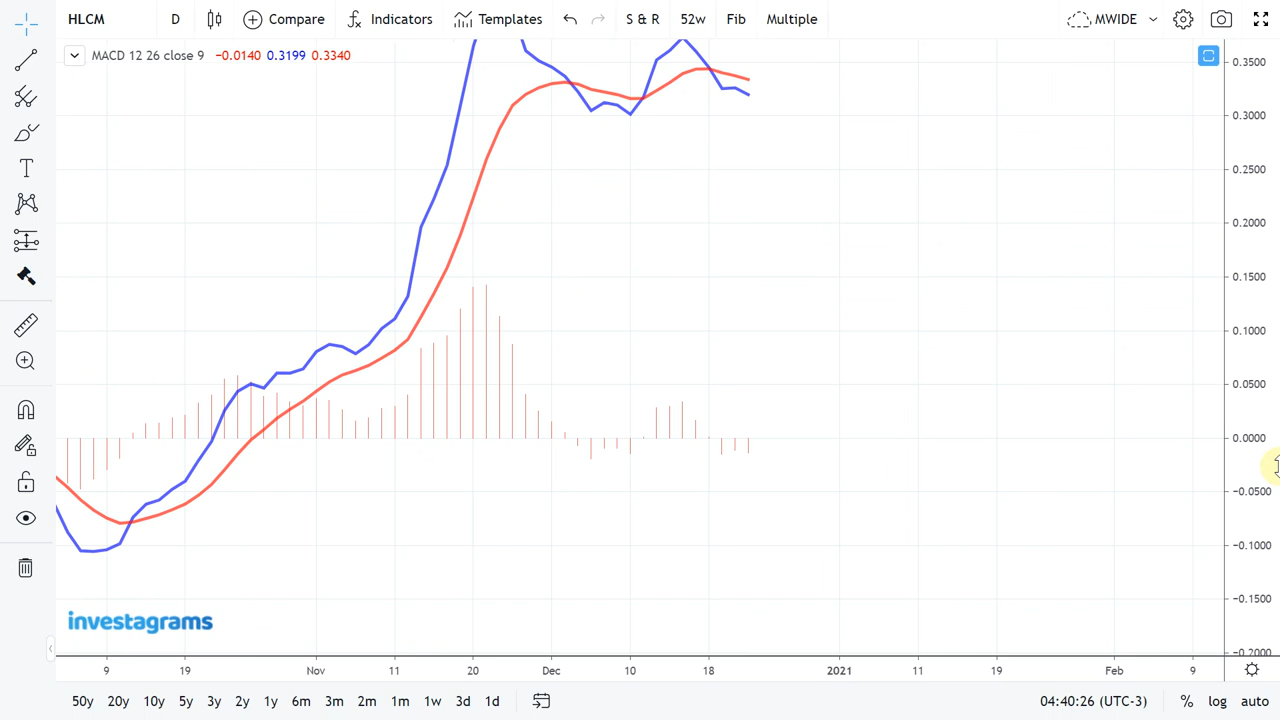 HLCM D Compare Indicators Templates S & R 52w Fib Multiple MWIDE
MACD 12 26 close 9 −0.0140 0.3199 0.3340
0.3500
0.3000
0.2500
0.2000
0.1500
0.1000
0.0500
0.0000
−0.0500
−0.1000
−0.1500
−0.2000
investagrams
9 19 Nov 11 20 Dec 10 18 2021 11 19 Feb 9
50y 20y 10y 5y 3y 2y 1y 6m 3m 2m 1m 1w 3d 1d 04:40:26 (UTC-3) % log auto